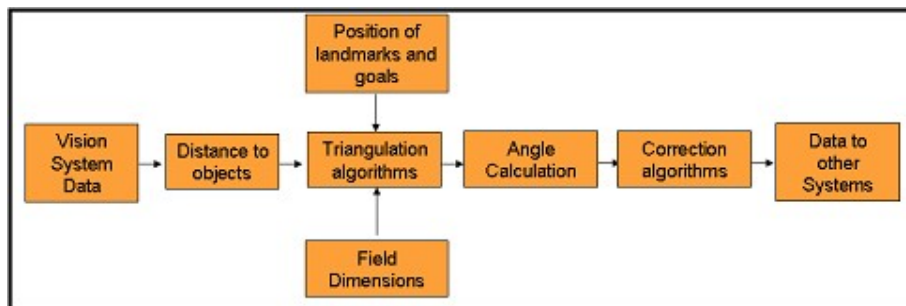 Position of
landmarks and
goals
Vision
System
Data
Distance to
objects
Triangulation
algorithms
Angle
Calculation
Correction
algorithms
Data to
other
Systems
Field
Dimensions